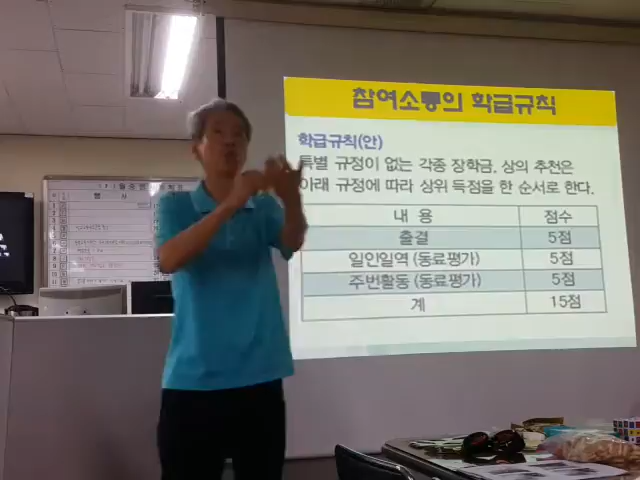 참여소통의 학급규칙
학급규칙(안)
특별 규정이 없는 각종 장학금, 상의 추천은
아래 규정에 따라 상위 득점을 한 순서로 한다.
내 용 점수
출결 5점
일인일역 (동료평가) 5점
주번활동 (동료평가) 5점
계 15점